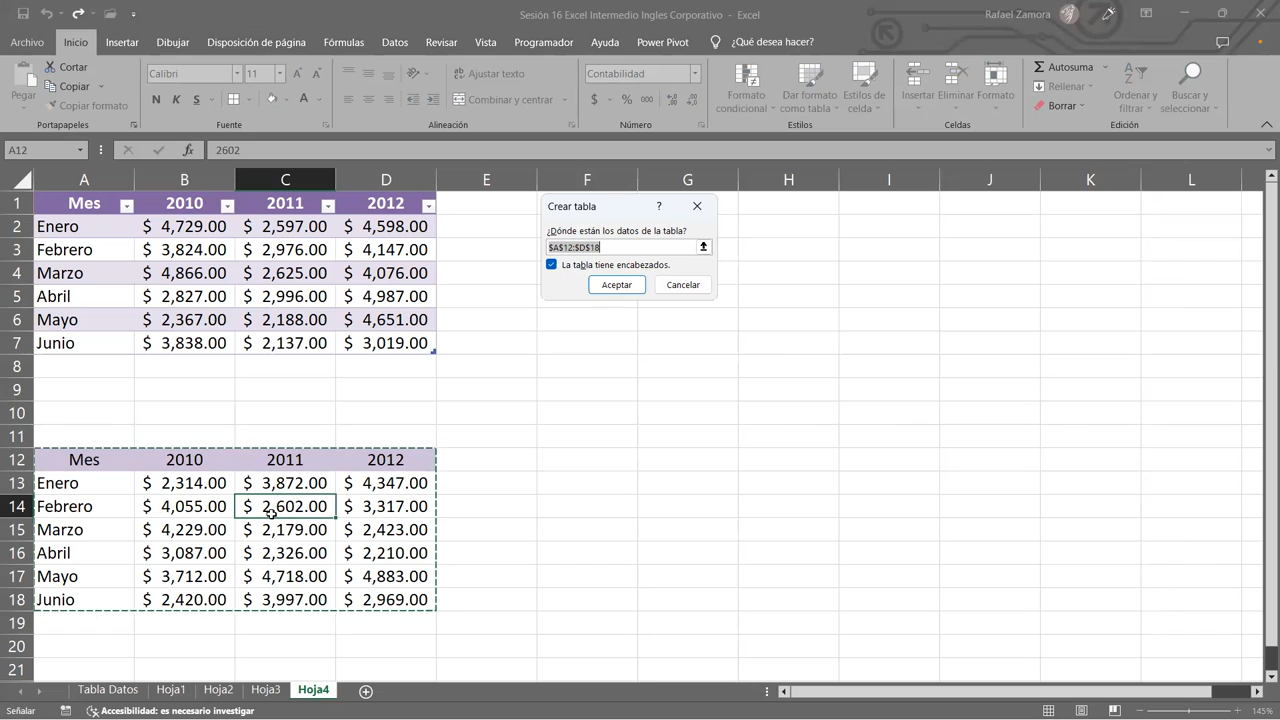 Sesión 16 Excel Intermedio Ingles Corporativo - Excel
Rafael Zamora
Archivo Inicio Insertar Dibujar Disposición de página Fórmulas Datos Revisar Vista Programador Ayuda Power Pivot ¿Qué desea hacer?
Pegar
Cortar
Copiar
Copiar formato
Portapapeles
Calibri 11
N K S
Fuente
Ajustar texto
Combinar y centrar
Alineación
Contabilidad
$ % 000
Número
Formato condicional
Dar formato como tabla
Estilos de celda
Estilos
Insertar Eliminar Formato
Celdas
Autosuma
Rellenar
Borrar
Ordenar y filtrar
Buscar y seleccionar
Edición
A12 fx 2602
A B C D E F G H I J K L
1 Mes 2010 2011 2012
2 Enero $ 4,729.00 $ 2,597.00 $ 4,598.00
3 Febrero $ 3,824.00 $ 2,976.00 $ 4,147.00
4 Marzo $ 4,866.00 $ 2,625.00 $ 4,076.00
5 Abril $ 2,827.00 $ 2,996.00 $ 4,987.00
6 Mayo $ 2,367.00 $ 2,188.00 $ 4,651.00
7 Junio $ 3,838.00 $ 2,137.00 $ 3,019.00
8
9
10
11
12 Mes 2010 2011 2012
13 Enero $ 2,314.00 $ 3,872.00 $ 4,347.00
14 Febrero $ 4,055.00 $ 2,602.00 $ 3,317.00
15 Marzo $ 4,229.00 $ 2,179.00 $ 2,423.00
16 Abril $ 3,087.00 $ 2,326.00 $ 2,210.00
17 Mayo $ 3,712.00 $ 4,718.00 $ 4,883.00
18 Junio $ 2,420.00 $ 3,997.00 $ 2,969.00
19
20
21
Crear tabla ?
¿Dónde están los datos de la tabla?
$A$12:$D$18
La tabla tiene encabezados.
Aceptar Cancelar
Tabla Datos Hoja1 Hoja2 Hoja3 Hoja4
Señalar Accesibilidad: es necesario investigar 145%